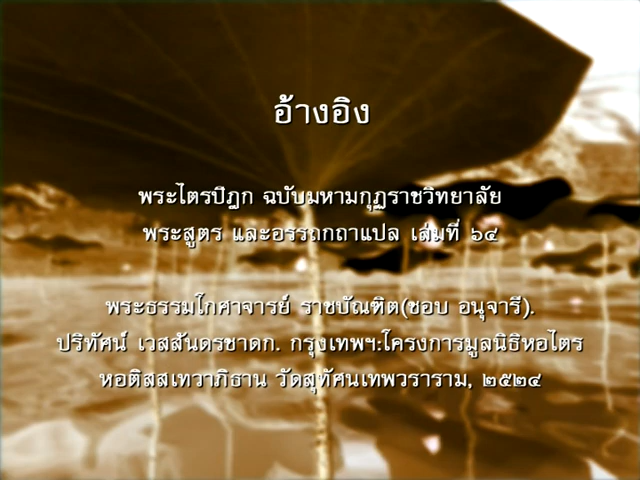 อ้างอิง
พระไตรปิฎก ฉบับมหามกุฏราชวิทยาลัย
พระสูตร และอรรถกถาแปล เล่มที่ ๖๔
พระธรรมโกศาจารย์ ราชบัณฑิต(ชอบ อนุจารี).
ปริทัศน์ เวสสันดรชาดก. กรุงเทพฯ:โครงการมูลนิธิหอไตร
หอติสสเทวาภิธาน วัดสุทัศนเทพวราราม, ๒๕๒๔